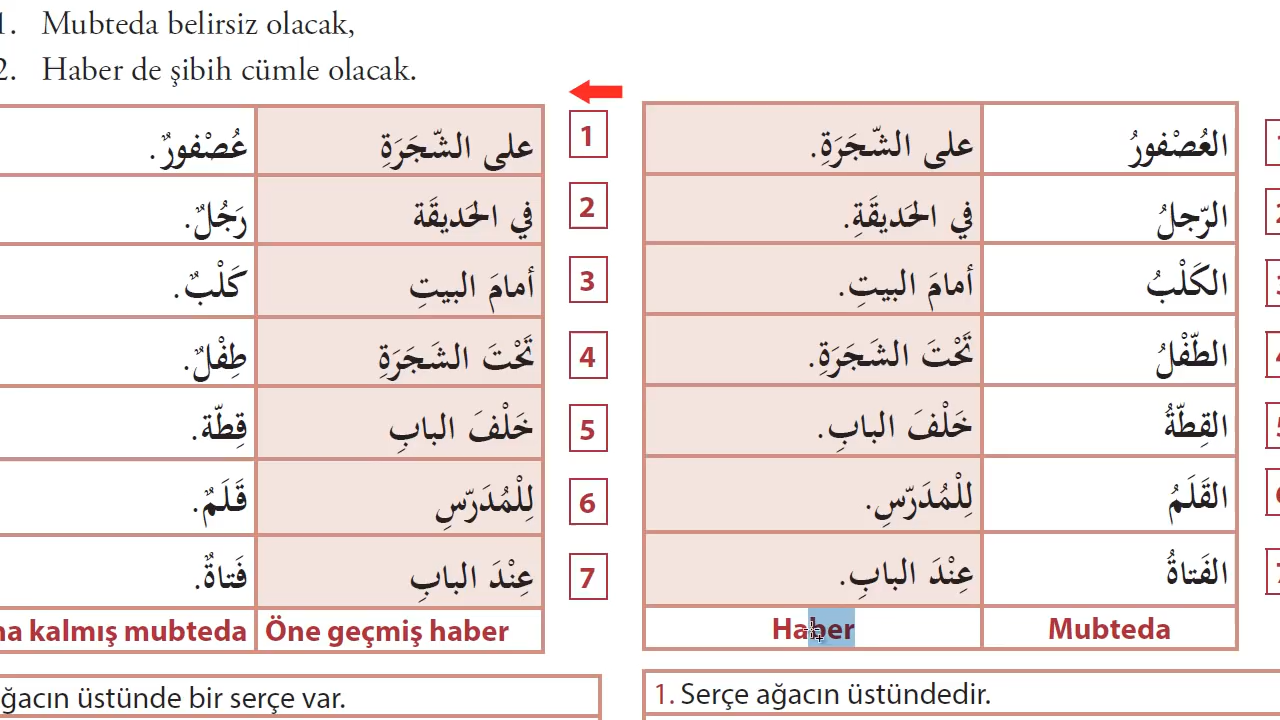 1. Mubteda belirsiz olacak,
2. Haber de şibih cümle olacak.
العُصْفورُ على الشّجَرَةِ.
الرّجلُ في الحَديقَةِ.
الكَلْبُ أمامَ البيتِ.
الطّفْلُ تَحْتَ الشَجَرَةِ.
القِطّةُ خَلْفَ البابِ.
القَلَمُ لِلْمُدَرّسِ.
الفَتاةُ عِنْدَ البابِ.
Mubteda Haber
1 على الشّجَرَةِ عُصْفورٌ.
2 في الحَديقَة رَجُلٌ.
3 أمامَ البيتِ كَلْبٌ.
4 تَحْتَ الشَجَرَةِ طِفْلٌ.
5 خَلْفَ البابِ قِطّة.
6 لِلْمُدَرّسِ قَلَمٌ.
7 عِنْدَ البابِ فَتاةٌ.
Öne geçmiş haber kalmış mubteda
1. Serçe ağacın üstündedir.
üstünde bir serçe var.